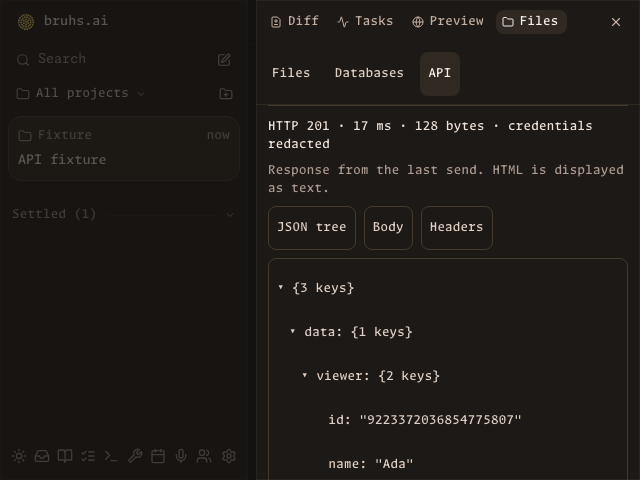 bruhs.ai
Search
All projects
Fixture now
API fixture
Settled (1)
Diff Tasks Preview Files
Files Databases API
HTTP 201 · 17 ms · 128 bytes · credentials
redacted
Response from the last send. HTML is displayed
as text.
JSON tree Body Headers
{3 keys}
data: {1 keys}
viewer: {2 keys}
id: "9223372036854775807"
name: "Ada"